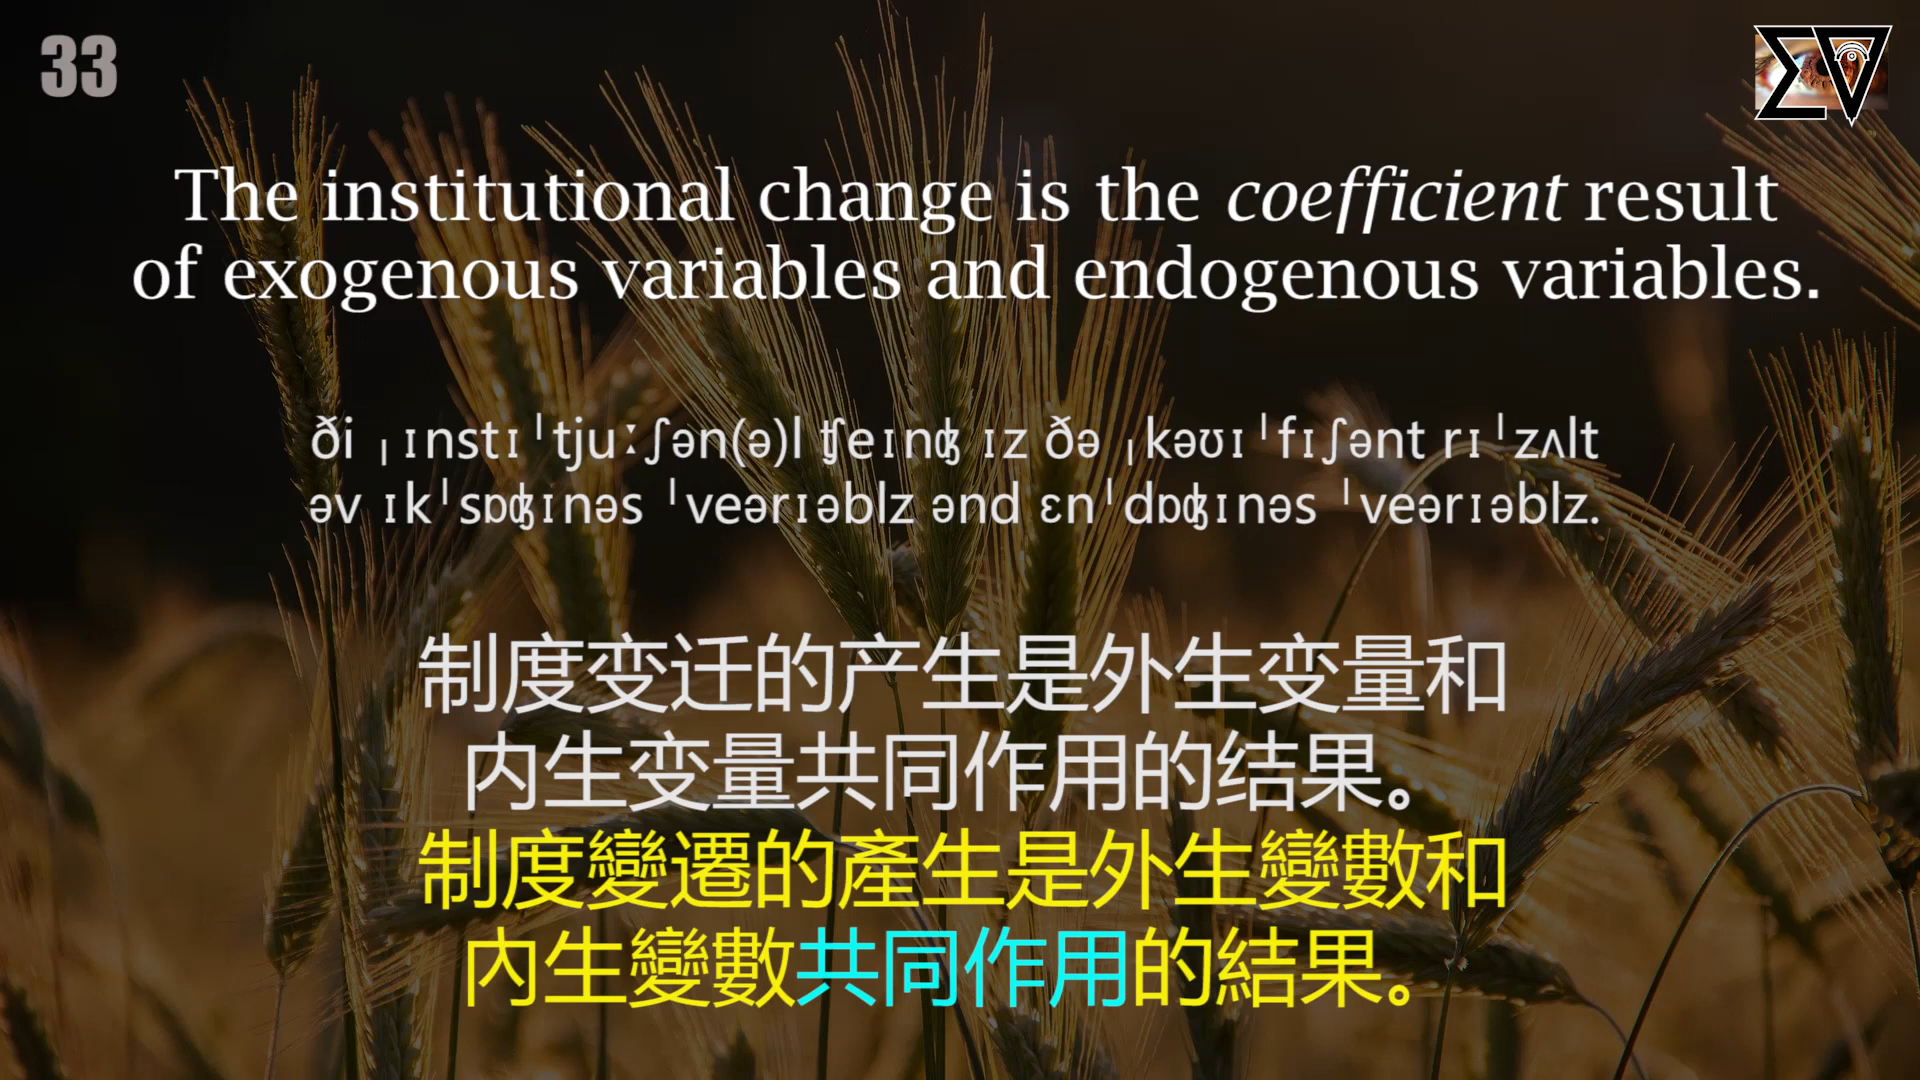 33
The institutional change is the coefficient result
of exogenous variables and endogenous variables.
ði ˌɪnstɪˈtjuːʃən(ə)l ʧeɪnʤ ɪz ðə ˌkəʊɪˈfɪʃənt rɪˈzʌlt
əv ɪkˈsɒʤɪnəs ˈveərɪəblz ənd ɛnˈdɒʤɪnəs ˈveərɪəblz.
制度变迁的产生是外生变量和
内生变量共同作用的结果。
制度變遷的產生是外生變數和
內生變數共同作用的結果。